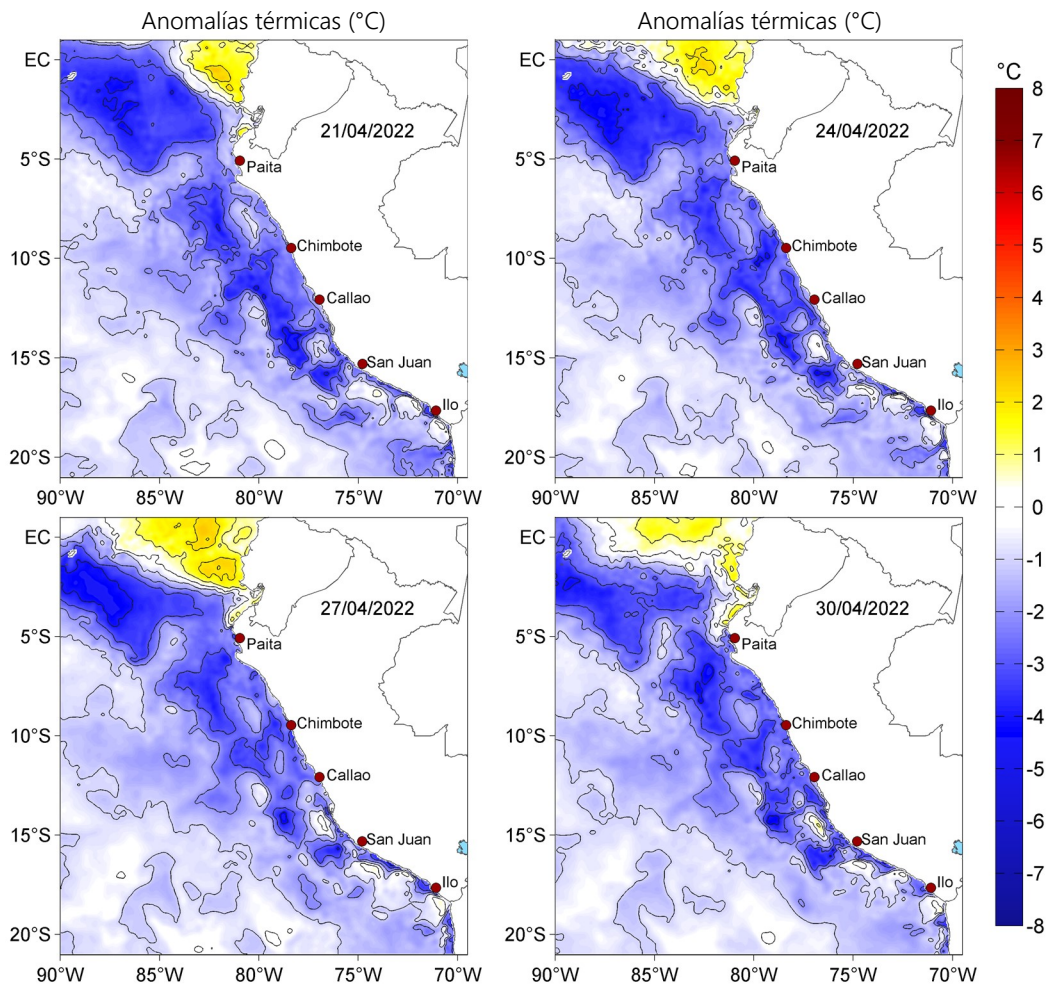 Anomalías térmicas (°C)
Anomalías térmicas (°C)
EC
5°S
10°S
15°S
20°S
90°W
85°W
80°W
75°W
70°W
21/04/2022
Paita
Chimbote
Callao
San Juan
Ilo
EC
5°S
10°S
15°S
20°S
90°W
85°W
80°W
75°W
70°W
24/04/2022
Paita
Chimbote
Callao
San Juan
Ilo
°C
8
7
6
5
4
3
2
1
0
-1
-2
-3
-4
-5
-6
-7
-8
EC
5°S
10°S
15°S
20°S
90°W
85°W
80°W
75°W
70°W
27/04/2022
Paita
Chimbote
Callao
San Juan
Ilo
EC
5°S
10°S
15°S
20°S
90°W
85°W
80°W
75°W
70°W
30/04/2022
Paita
Chimbote
Callao
San Juan
Ilo